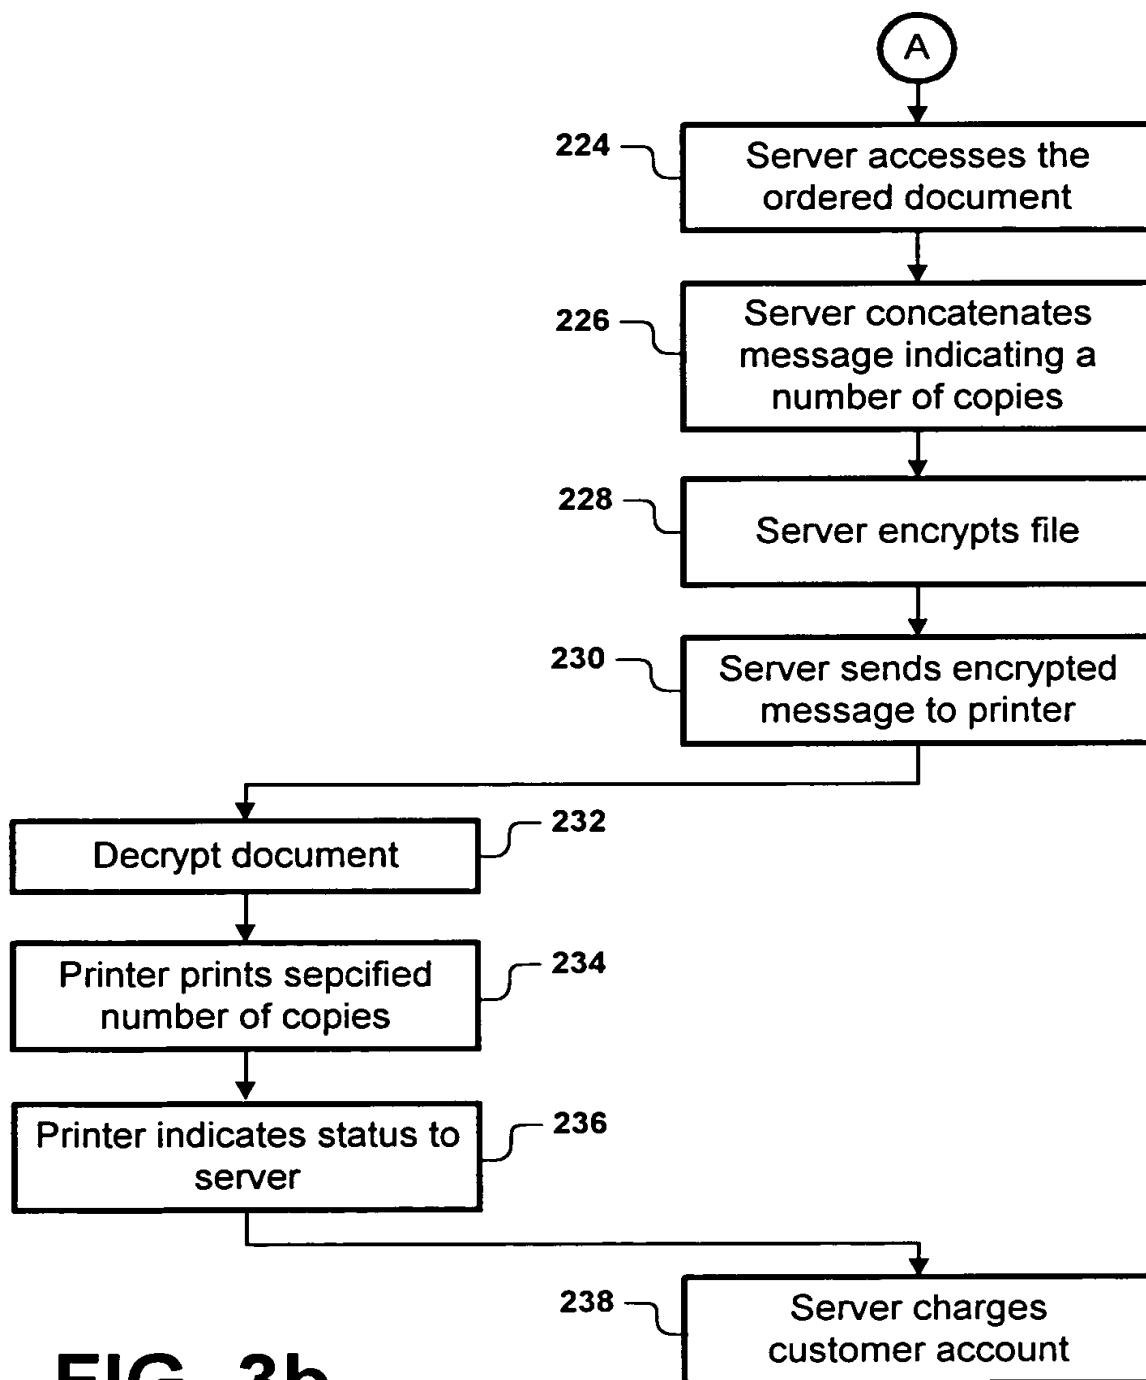 A
224
Server accesses the
ordered document
226
Server concatenates
message indicating a
number of copies
228
Server encrypts file
230
Server sends encrypted
message to printer
232
Decrypt document
234
Printer prints sepcified
number of copies
236
Printer indicates status to
server
238
Server charges
customer account
FIG. 3b